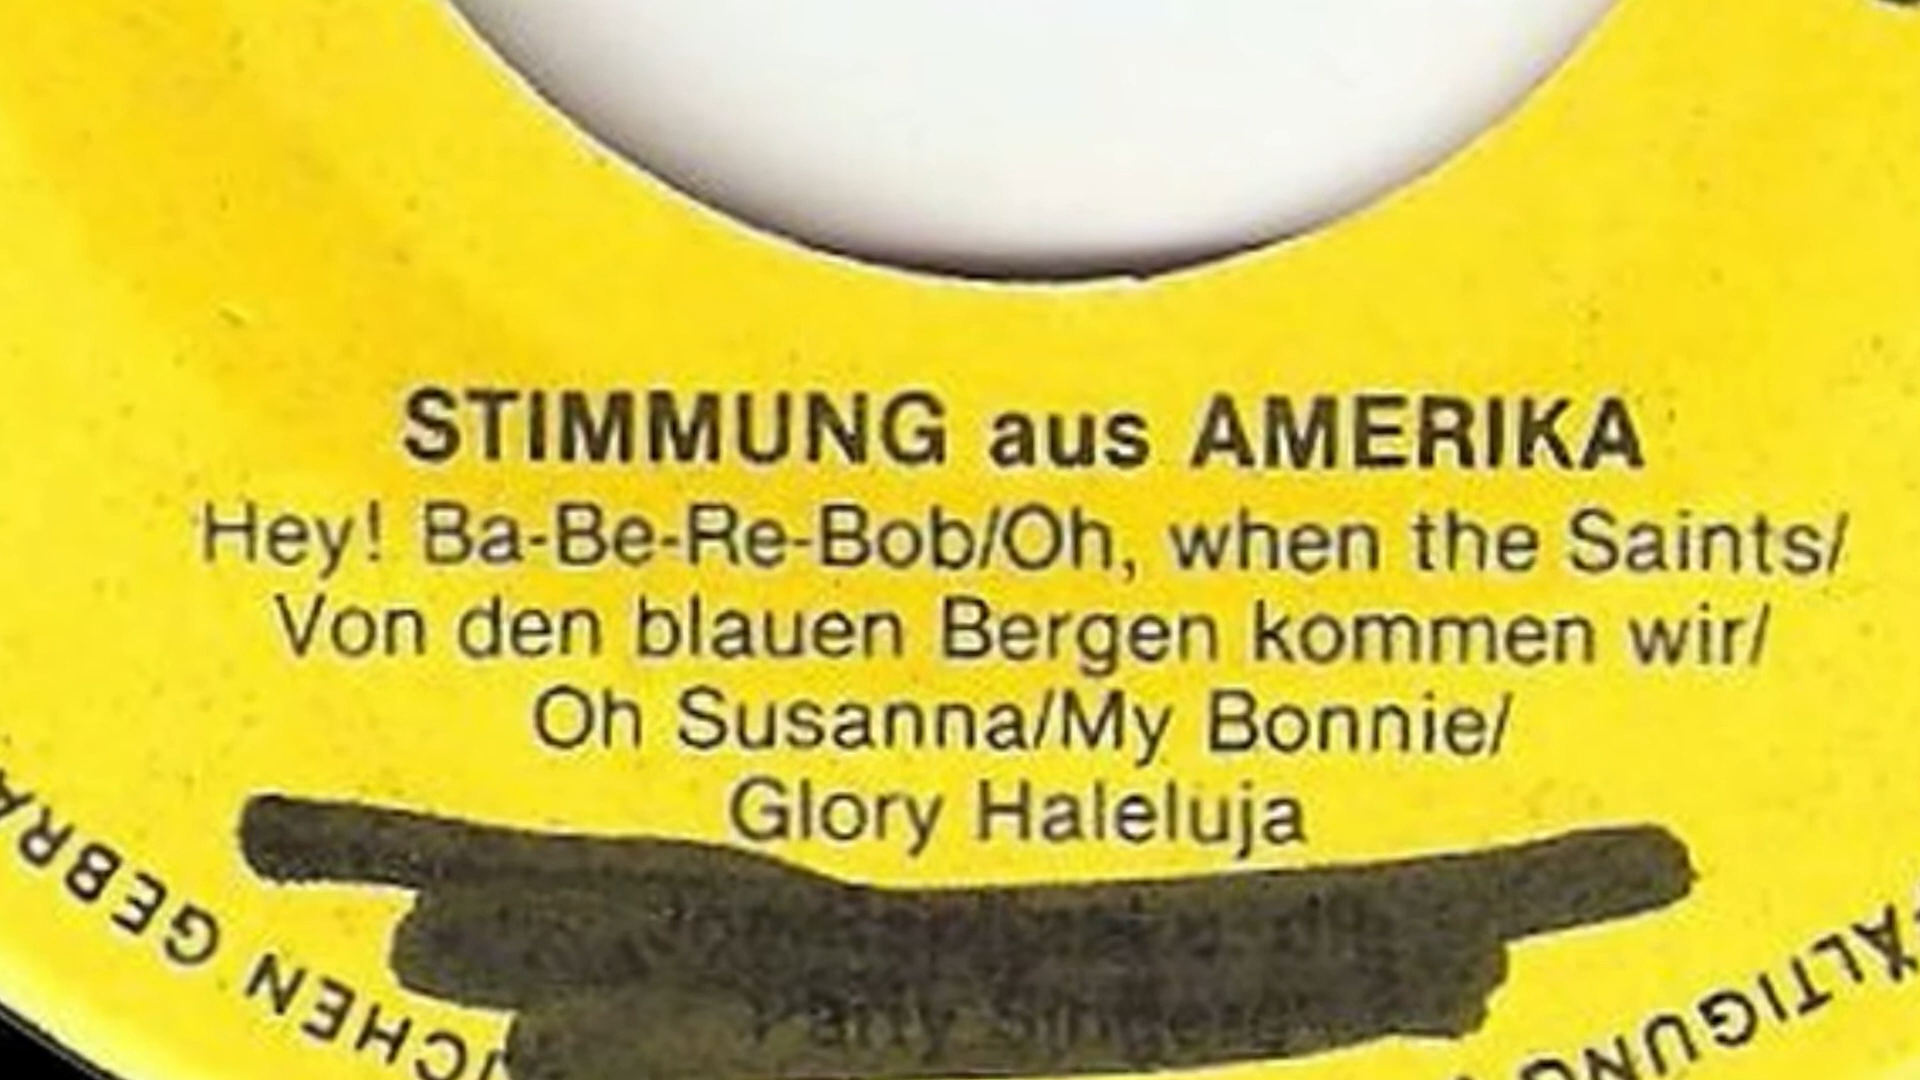 STIMMUNG aus AMERIKA
Hey! Ba-Be-Re-Bob/Oh, when the Saints/
Von den blauen Bergen kommen wir/
Oh Susanna/My Bonnie/
Glory Haleluja
Party